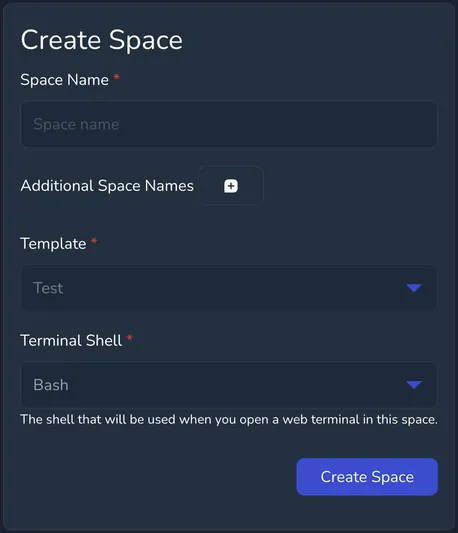 Create Space
Space Name *
Space name
Additional Space Names
Template *
Test
Terminal Shell *
Bash
The shell that will be used when you open a web terminal in this space.
Create Space